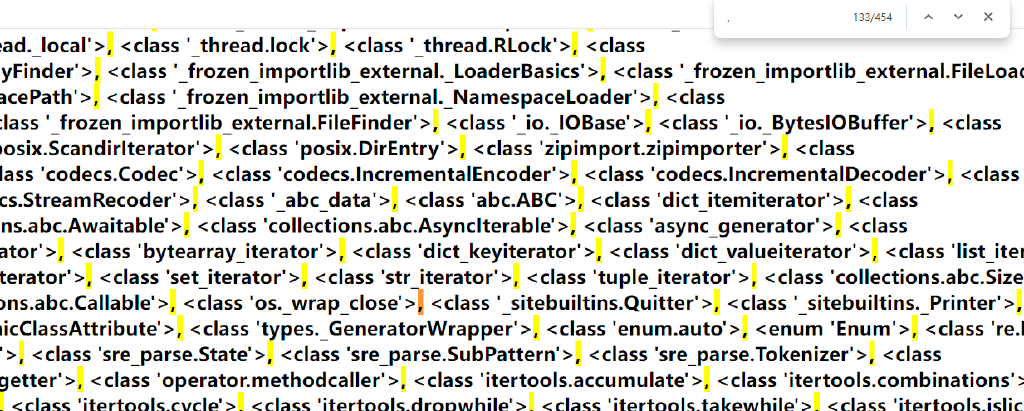 , 133/454
ead._local'>, <class '_thread.lock'>, <class '_thread.RLock'>, <class
yFinder'>, <class '_frozen_importlib_external._LoaderBasics'>, <class '_frozen_importlib_external.FileLoad
acePath'>, <class '_frozen_importlib_external._NamespaceLoader'>, <class
class '_frozen_importlib_external.FileFinder'>, <class '_io._IOBase'>, <class '_io._BytesIOBuffer'>, <class
posix.ScandirIterator'>, <class 'posix.DirEntry'>, <class 'zipimport.zipimporter'>, <class
lass 'codecs.Codec'>, <class 'codecs.IncrementalEncoder'>, <class 'codecs.IncrementalDecoder'>, <class
cs.StreamRecoder'>, <class '_abc_data'>, <class 'abc.ABC'>, <class 'dict_itemiterator'>, <class
ns.abc.Awaitable'>, <class 'collections.abc.AsyncIterable'>, <class 'async_generator'>, <class
ator'>, <class 'bytearray_iterator'>, <class 'dict_keyiterator'>, <class 'dict_valueiterator'>, <class 'list_iter
terator'>, <class 'set_iterator'>, <class 'str_iterator'>, <class 'tuple_iterator'>, <class 'collections.abc.Size
ons.abc.Callable'>, <class 'os._wrap_close'>, <class '_sitebuiltins.Quitter'>, <class '_sitebuiltins._Printer'>,
nicClassAttribute'>, <class 'types._GeneratorWrapper'>, <class 'enum.auto'>, <enum 'Enum'>, <class 're.
'>, <class 'sre_parse.State'>, <class 'sre_parse.SubPattern'>, <class 'sre_parse.Tokenizer'>, <class
getter'>, <class 'operator.methodcaller'>, <class 'itertools.accumulate'>, <class 'itertools.combinations'>
<class 'itertools.cycle'>, <class 'itertools.dropwhile'>, <class 'itertools.takewhile'>, <class 'itertools.islic